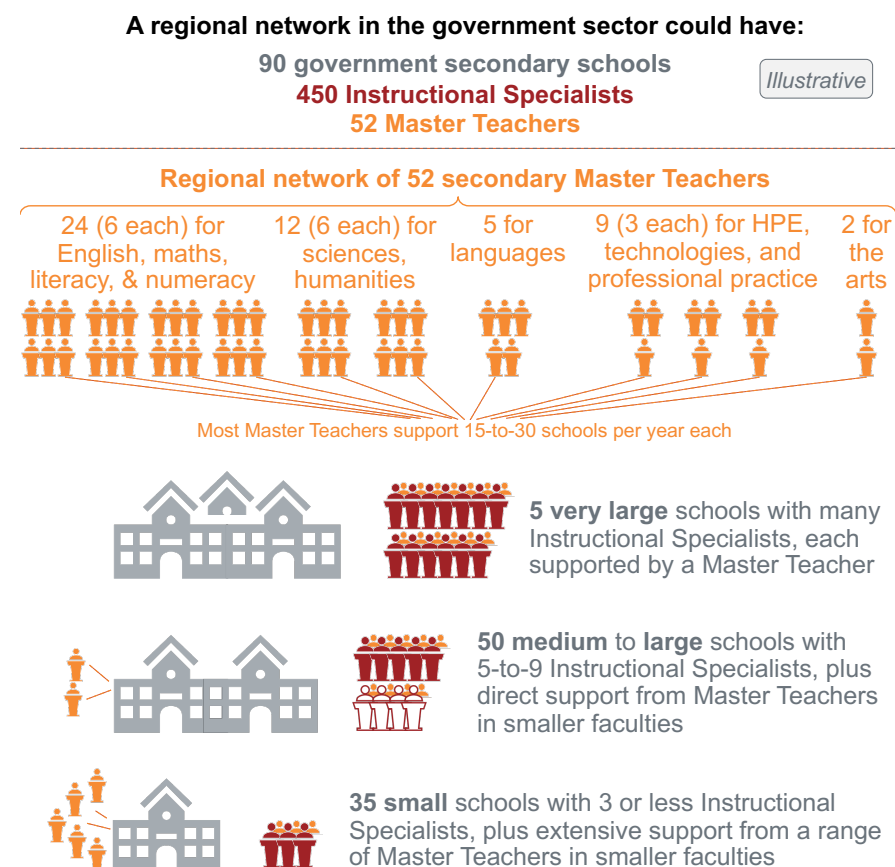 A regional network in the government sector could have:
90 government secondary schools
450 Instructional Specialists
52 Master Teachers
Illustrative
Regional network of 52 secondary Master Teachers
24 (6 each) for
English, maths,
literacy, & numeracy
12 (6 each) for
sciences,
humanities
5 for
languages
9 (3 each) for HPE,
technologies, and
professional practice
2 for
the
arts
Most Master Teachers support 15-to-30 schools per year each
5 very large schools with many
Instructional Specialists, each
supported by a Master Teacher
50 medium to large schools with
5-to-9 Instructional Specialists, plus
direct support from Master Teachers
in smaller faculties
35 small schools with 3 or less Instructional
Specialists, plus extensive support from a range
of Master Teachers in smaller faculties